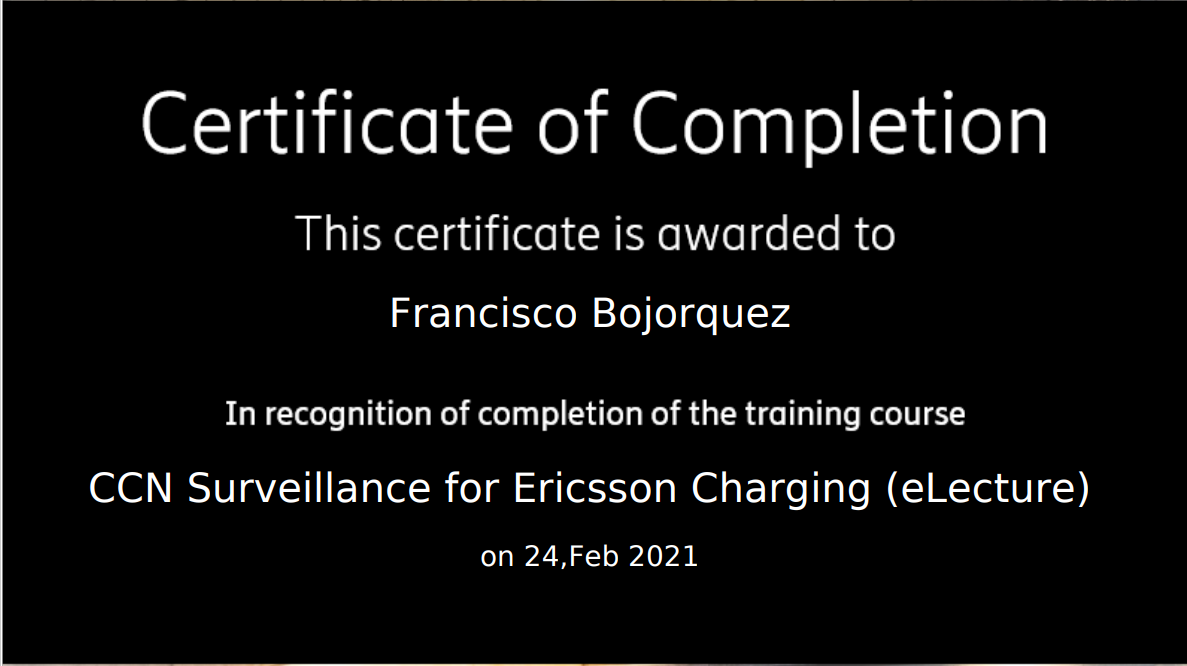 Certificate of Completion
This certificate is awarded to
Francisco Bojorquez
In recognition of completion of the training course
CCN Surveillance for Ericsson Charging (eLecture)
on 24,Feb 2021